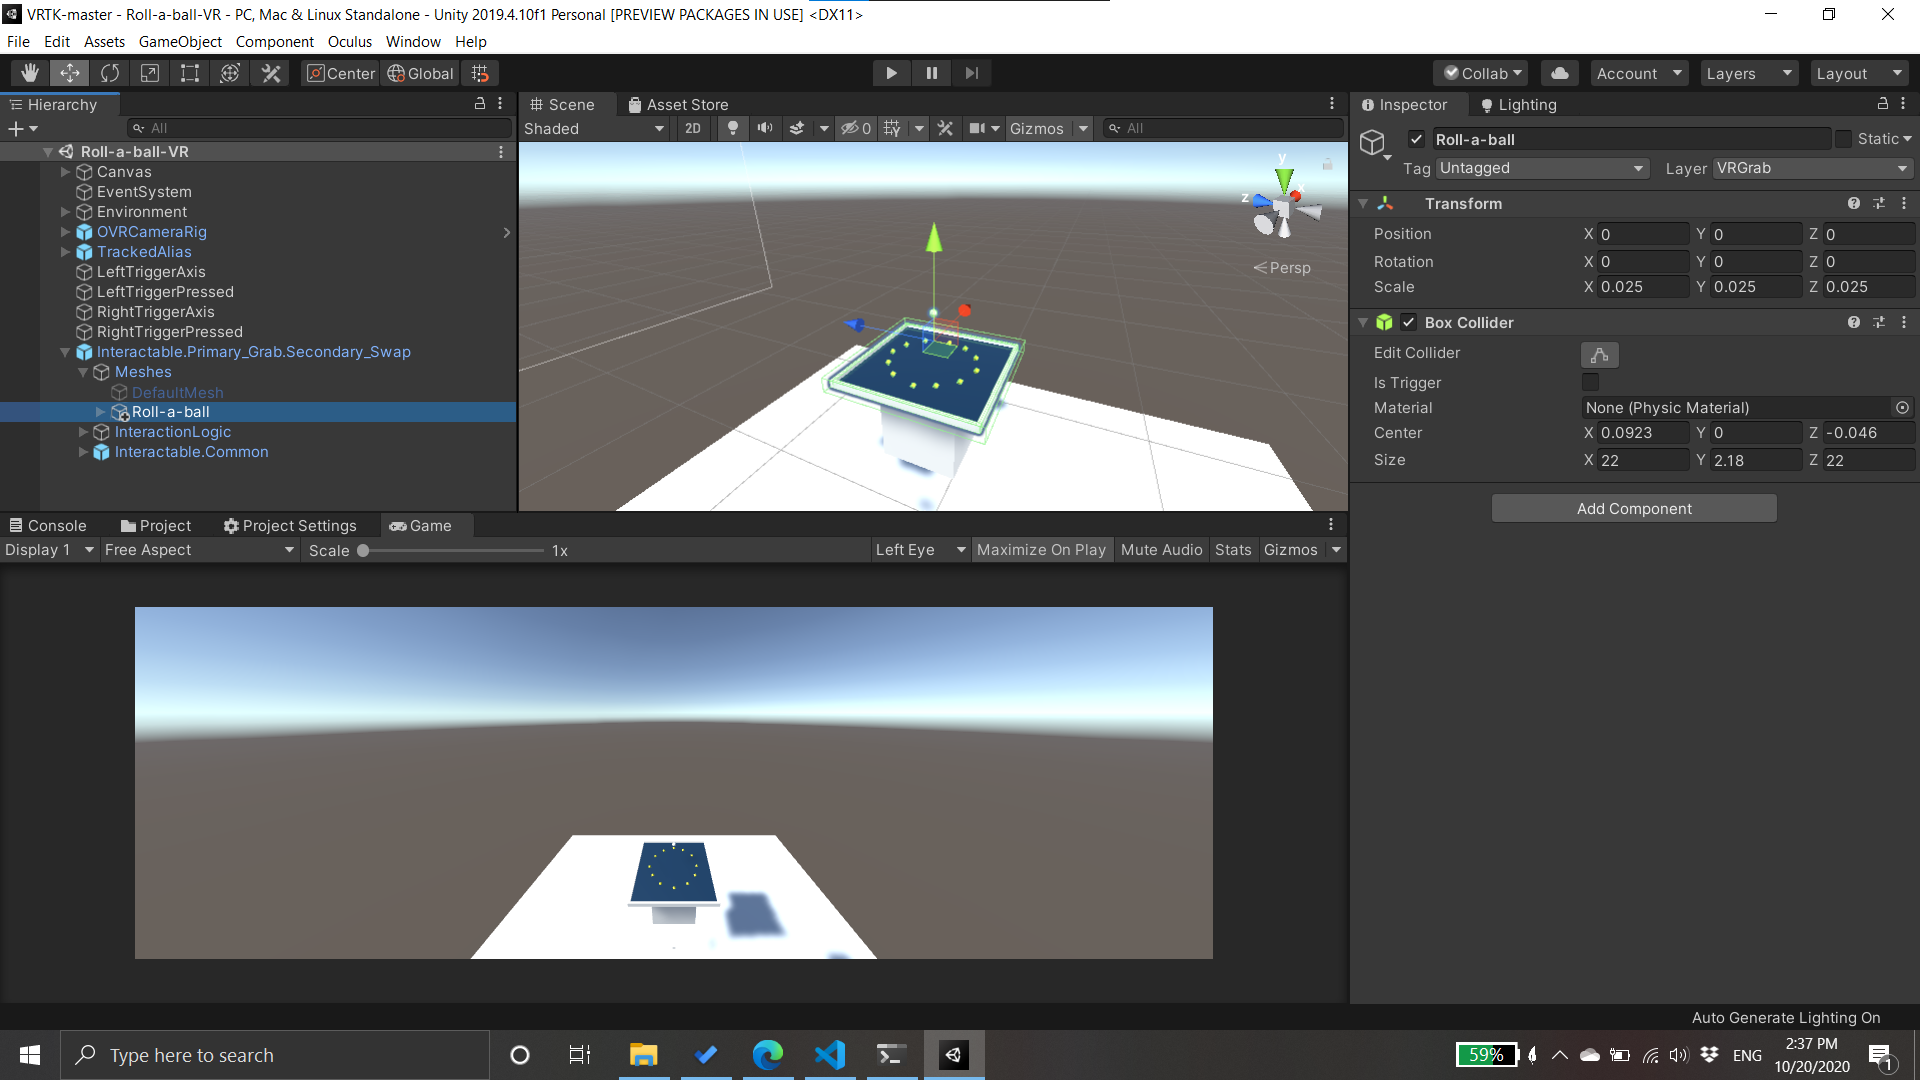 VRTK-master - Roll-a-ball-VR - PC, Mac & Linux Standalone - Unity 2019.4.10f1 Personal [PREVIEW PACKAGES IN USE] <DX11>
File Edit Assets GameObject Component Oculus Window Help
Center Global Collab Account Layers Layout
Hierarchy
All
Roll-a-ball-VR
Canvas
EventSystem
Environment
OVRCameraRig
TrackedAlias
LeftTriggerAxis
LeftTriggerPressed
RightTriggerAxis
RightTriggerPressed
Interactable.Primary_Grab.Secondary_Swap
Meshes
DefaultMesh
Roll-a-ball
InteractionLogic
Interactable.Common
Scene Asset Store
Shaded 2D 0 Gizmos All
y
x
z
Persp
Inspector Lighting
Roll-a-ball Static
Tag Untagged Layer VRGrab
Transform
Position X 0 Y 0 Z 0
Rotation X 0 Y 0 Z 0
Scale X 0.025 Y 0.025 Z 0.025
Box Collider
Edit Collider
Is Trigger
Material None (Physic Material)
Center X 0.0923 Y 0 Z -0.046
Size X 22 Y 2.18 Z 22
Add Component
Console Project Project Settings Game
Display 1 Free Aspect Scale 1x Left Eye Maximize On Play Mute Audio Stats Gizmos
Auto Generate Lighting On
Type here to search
59% ENG
2:37 PM
10/20/2020
1